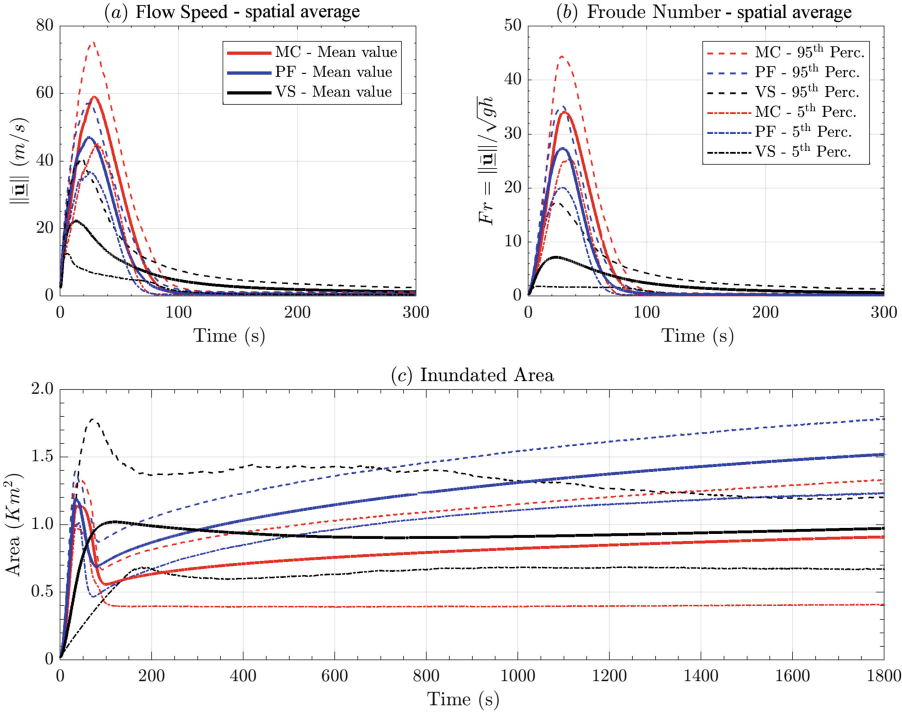 (a) Flow Speed - spatial average
(b) Froude Number - spatial average
80
60
40
20
0
‖ū‖ (m/s)
MC - Mean value
PF - Mean value
VS - Mean value
0 100 200 300
Time (s)
50
40
30
20
10
0
Fr = ‖ū‖/√gh
MC - 95th Perc.
PF - 95th Perc.
VS - 95th Perc.
MC - 5th Perc.
PF - 5th Perc.
VS - 5th Perc.
0 100 200 300
Time (s)
(c) Inundated Area
2.0
1.5
1.0
0.5
0
Area (Km²)
0 200 400 600 800 1000 1200 1400 1600 1800
Time (s)